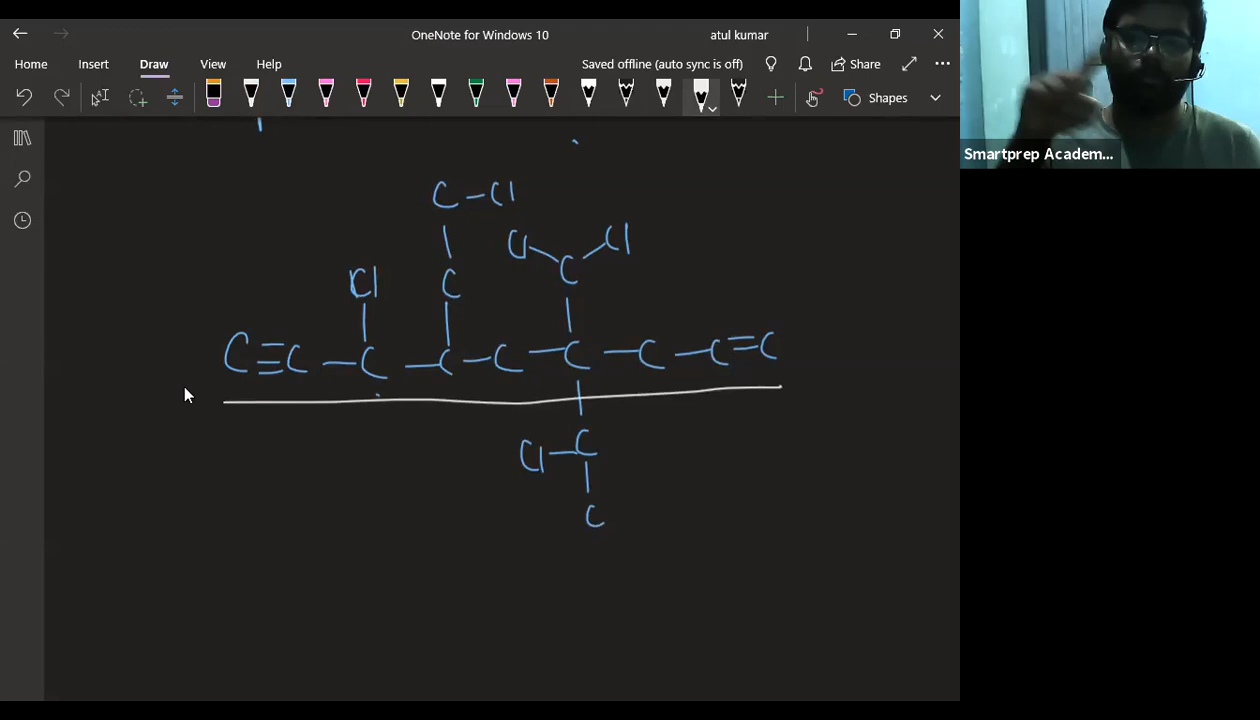 OneNote for Windows 10
atul kumar
Home Insert Draw View Help
Saved offline (auto sync is off)
Share
Shapes
Smartprep Academ...
C-Cl
Cl Cl
Cl C C
C≡C-C-C-C-C-C-C=C
Cl-C
C